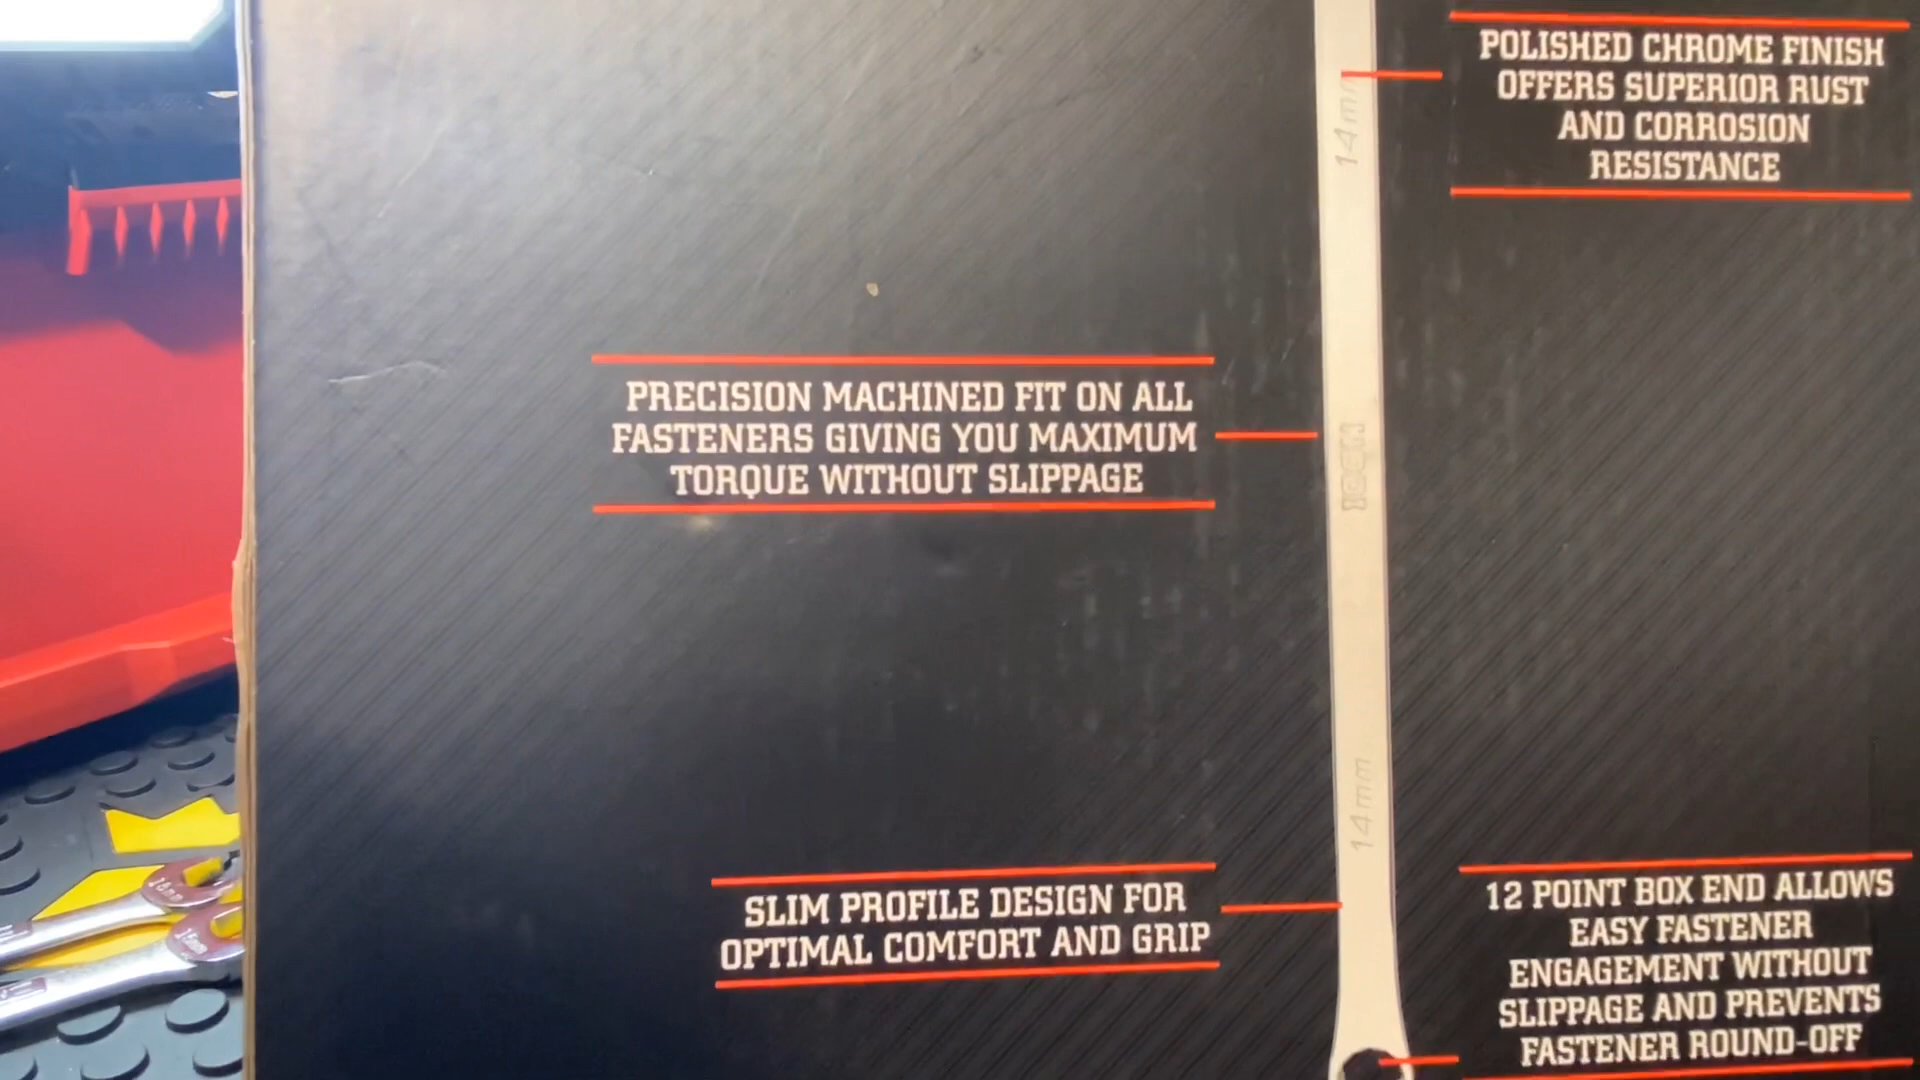 POLISHED CHROME FINISH
OFFERS SUPERIOR RUST
AND CORROSION
RESISTANCE
14mm
PRECISION MACHINED FIT ON ALL
FASTENERS GIVING YOU MAXIMUM
TORQUE WITHOUT SLIPPAGE
ICON
14mm
SLIM PROFILE DESIGN FOR
OPTIMAL COMFORT AND GRIP
12 POINT BOX END ALLOWS
EASY FASTENER
ENGAGEMENT WITHOUT
SLIPPAGE AND PREVENTS
FASTENER ROUND-OFF